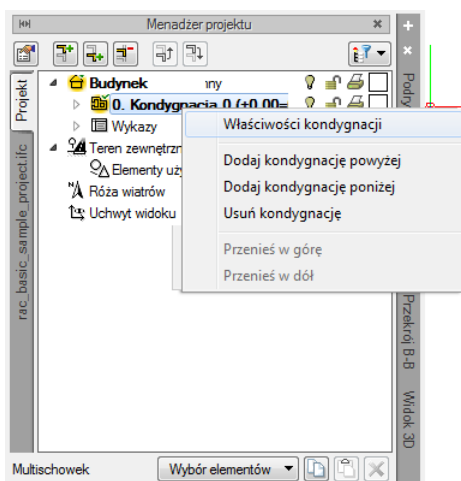 Menadżer projektu
Projekt
rac_basic_sample_project.ifc
Budynek
0. Kondygnacja 0 (±0,00=
Wykazy
Teren zewnętrzn
Elementy uży
Róża wiatrów
Uchwyt widoku
Właściwości kondygnacji
Dodaj kondygnację powyżej
Dodaj kondygnację poniżej
Usuń kondygnację
Przenieś w górę
Przenieś w dół
Przekrój B-B
Widok 3D
Multischowek
Wybór elementów